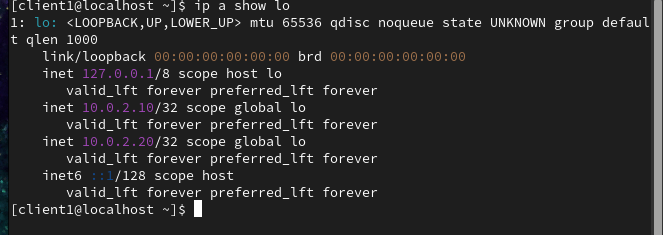 [client1@localhost ~]$ ip a show lo
1: lo: <LOOPBACK,UP,LOWER_UP> mtu 65536 qdisc noqueue state UNKNOWN group defaul
t qlen 1000
    link/loopback 00:00:00:00:00:00 brd 00:00:00:00:00:00
    inet 127.0.0.1/8 scope host lo
       valid_lft forever preferred_lft forever
    inet 10.0.2.10/32 scope global lo
       valid_lft forever preferred_lft forever
    inet 10.0.2.20/32 scope global lo
       valid_lft forever preferred_lft forever
    inet6 ::1/128 scope host
       valid_lft forever preferred_lft forever
[client1@localhost ~]$